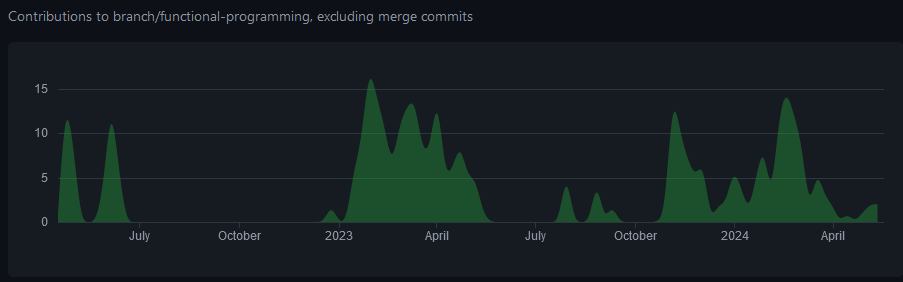 Contributions to branch/functional-programming, excluding merge commits
15
10
5
0
July October 2023 April July October 2024 April